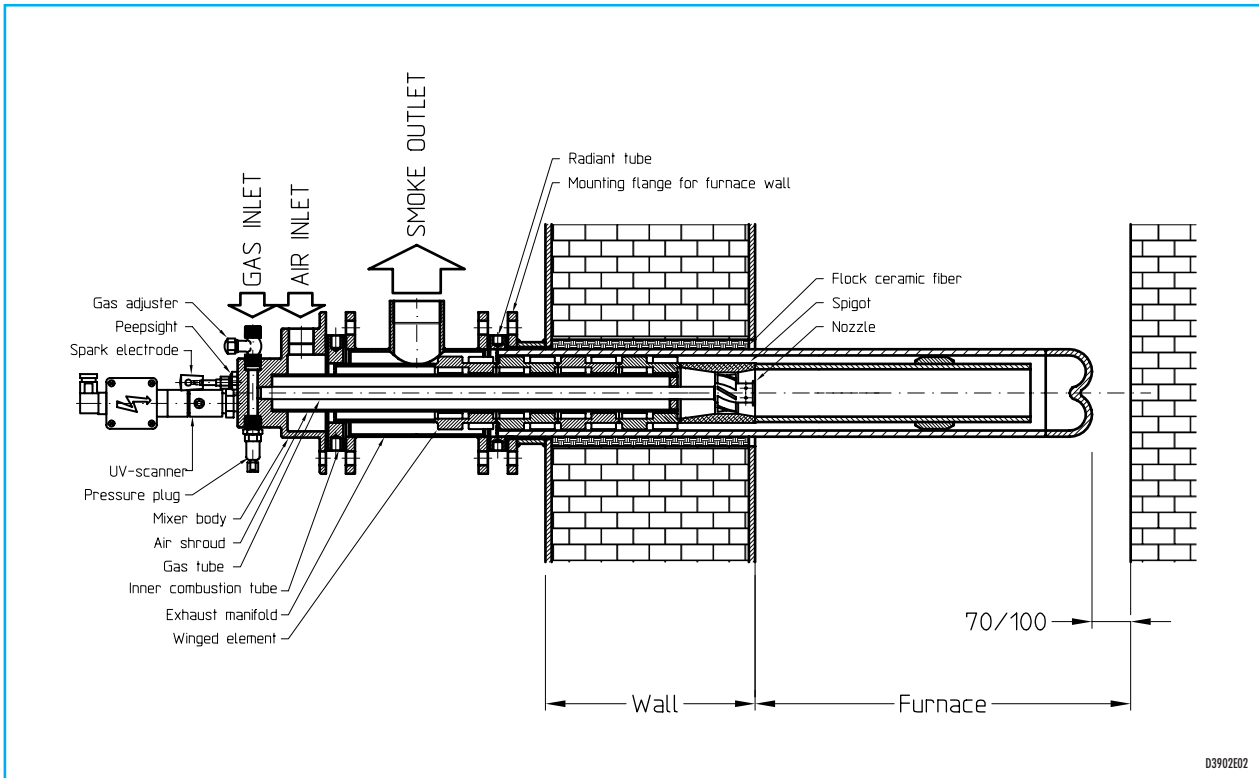 GAS INLET
AIR INLET
SMOKE OUTLET
Radiant tube
Mounting flange for furnace wall
Gas adjuster
Peepsight
Spark electrode
Flock ceramic fiber
Spigot
Nozzle
UV-scanner
Pressure plug
Mixer body
Air shroud
Gas tube
Inner combustion tube
Exhaust manifold
Winged element
70/100
Wall
Furnace
D3902E02